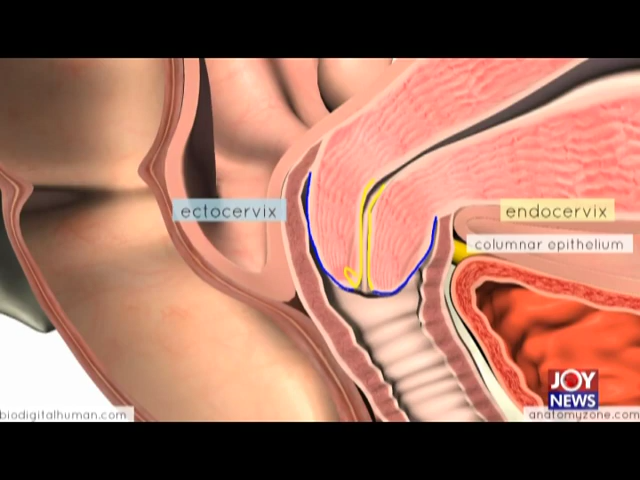 ectocervix
endocervix
columnar epithelium
JOY
NEWS
biodigitalhuman.com
anatomyzone.com